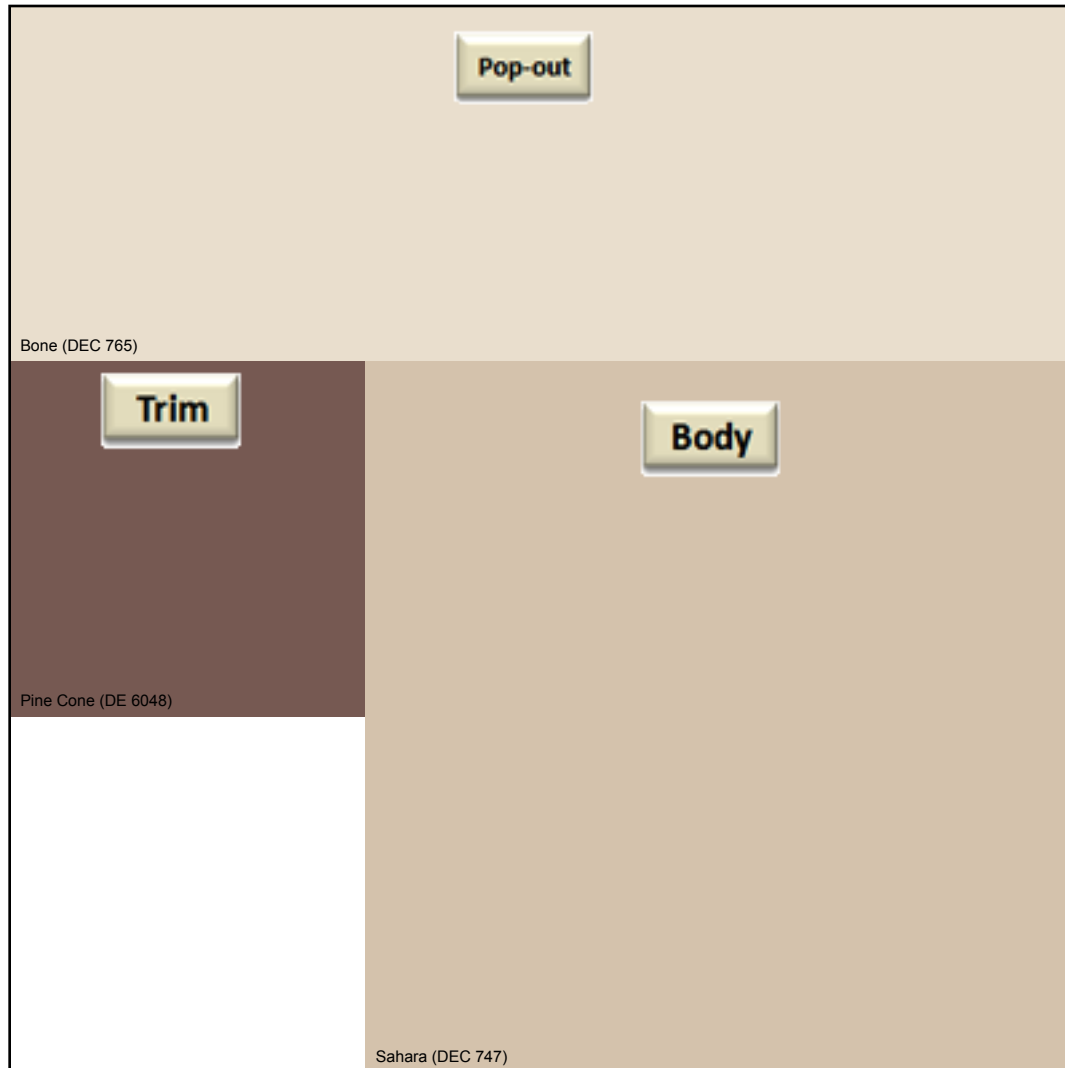 Pop-out
Bone (DEC 765)
Trim
Body
Pine Cone (DE 6048)
Sahara (DEC 747)